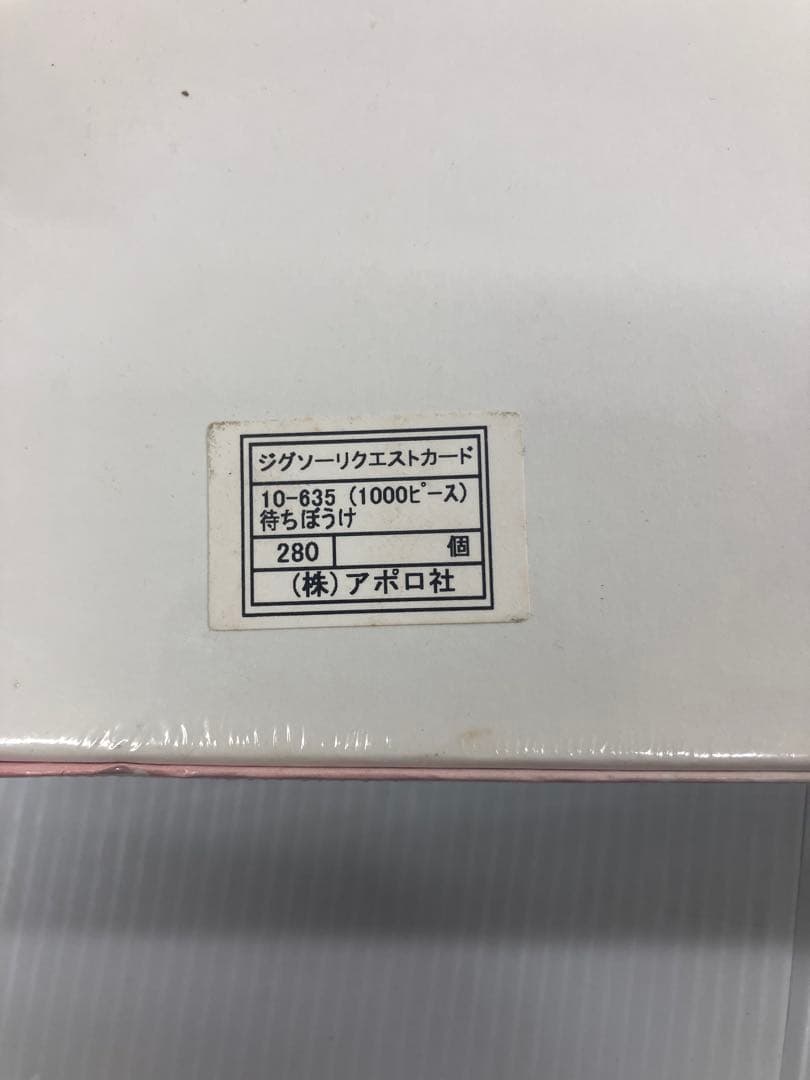 ジグソーリクエストカード
10-635 (1000ピース)
待ちぼうけ
280 個
(株)アポロ社